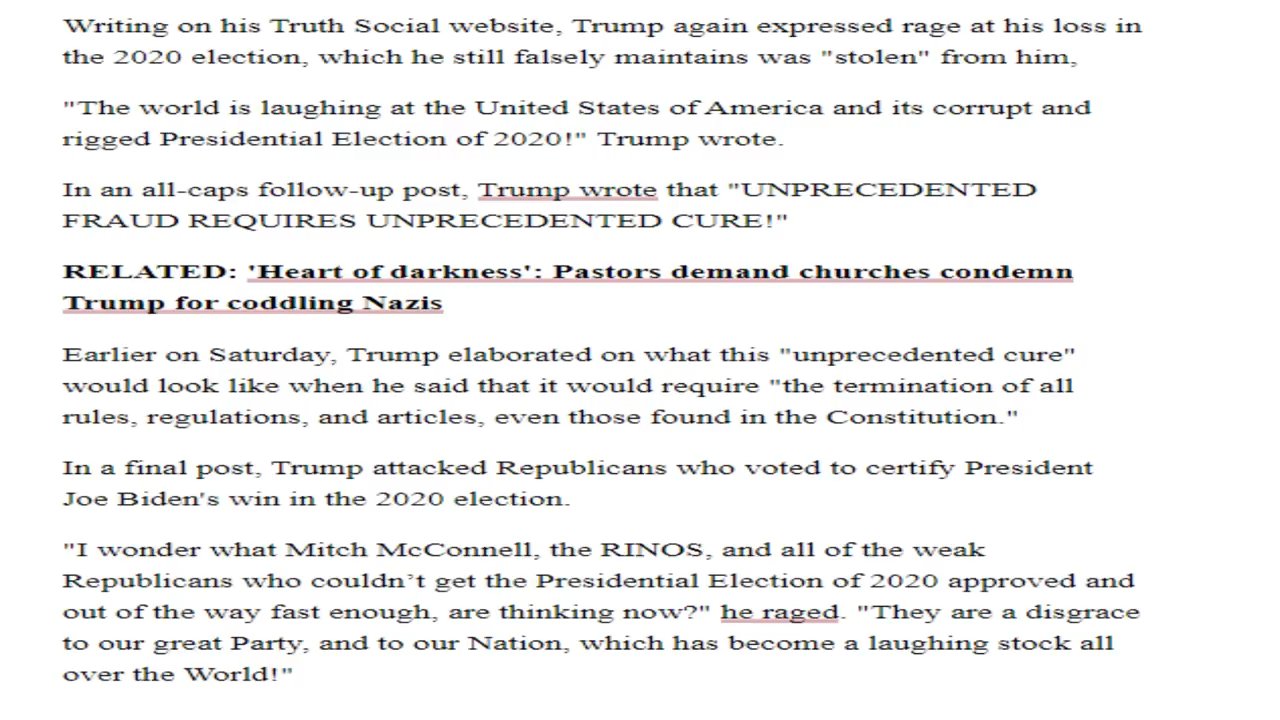 Writing on his Truth Social website, Trump again expressed rage at his loss in
the 2020 election, which he still falsely maintains was "stolen" from him,
"The world is laughing at the United States of America and its corrupt and
rigged Presidential Election of 2020!" Trump wrote.
In an all-caps follow-up post, Trump wrote that "UNPRECEDENTED
FRAUD REQUIRES UNPRECEDENTED CURE!"
RELATED: 'Heart of darkness': Pastors demand churches condemn
Trump for coddling Nazis
Earlier on Saturday, Trump elaborated on what this "unprecedented cure"
would look like when he said that it would require "the termination of all
rules, regulations, and articles, even those found in the Constitution."
In a final post, Trump attacked Republicans who voted to certify President
Joe Biden's win in the 2020 election.
"I wonder what Mitch McConnell, the RINOS, and all of the weak
Republicans who couldn’t get the Presidential Election of 2020 approved and
out of the way fast enough, are thinking now?" he raged. "They are a disgrace
to our great Party, and to our Nation, which has become a laughing stock all
over the World!"